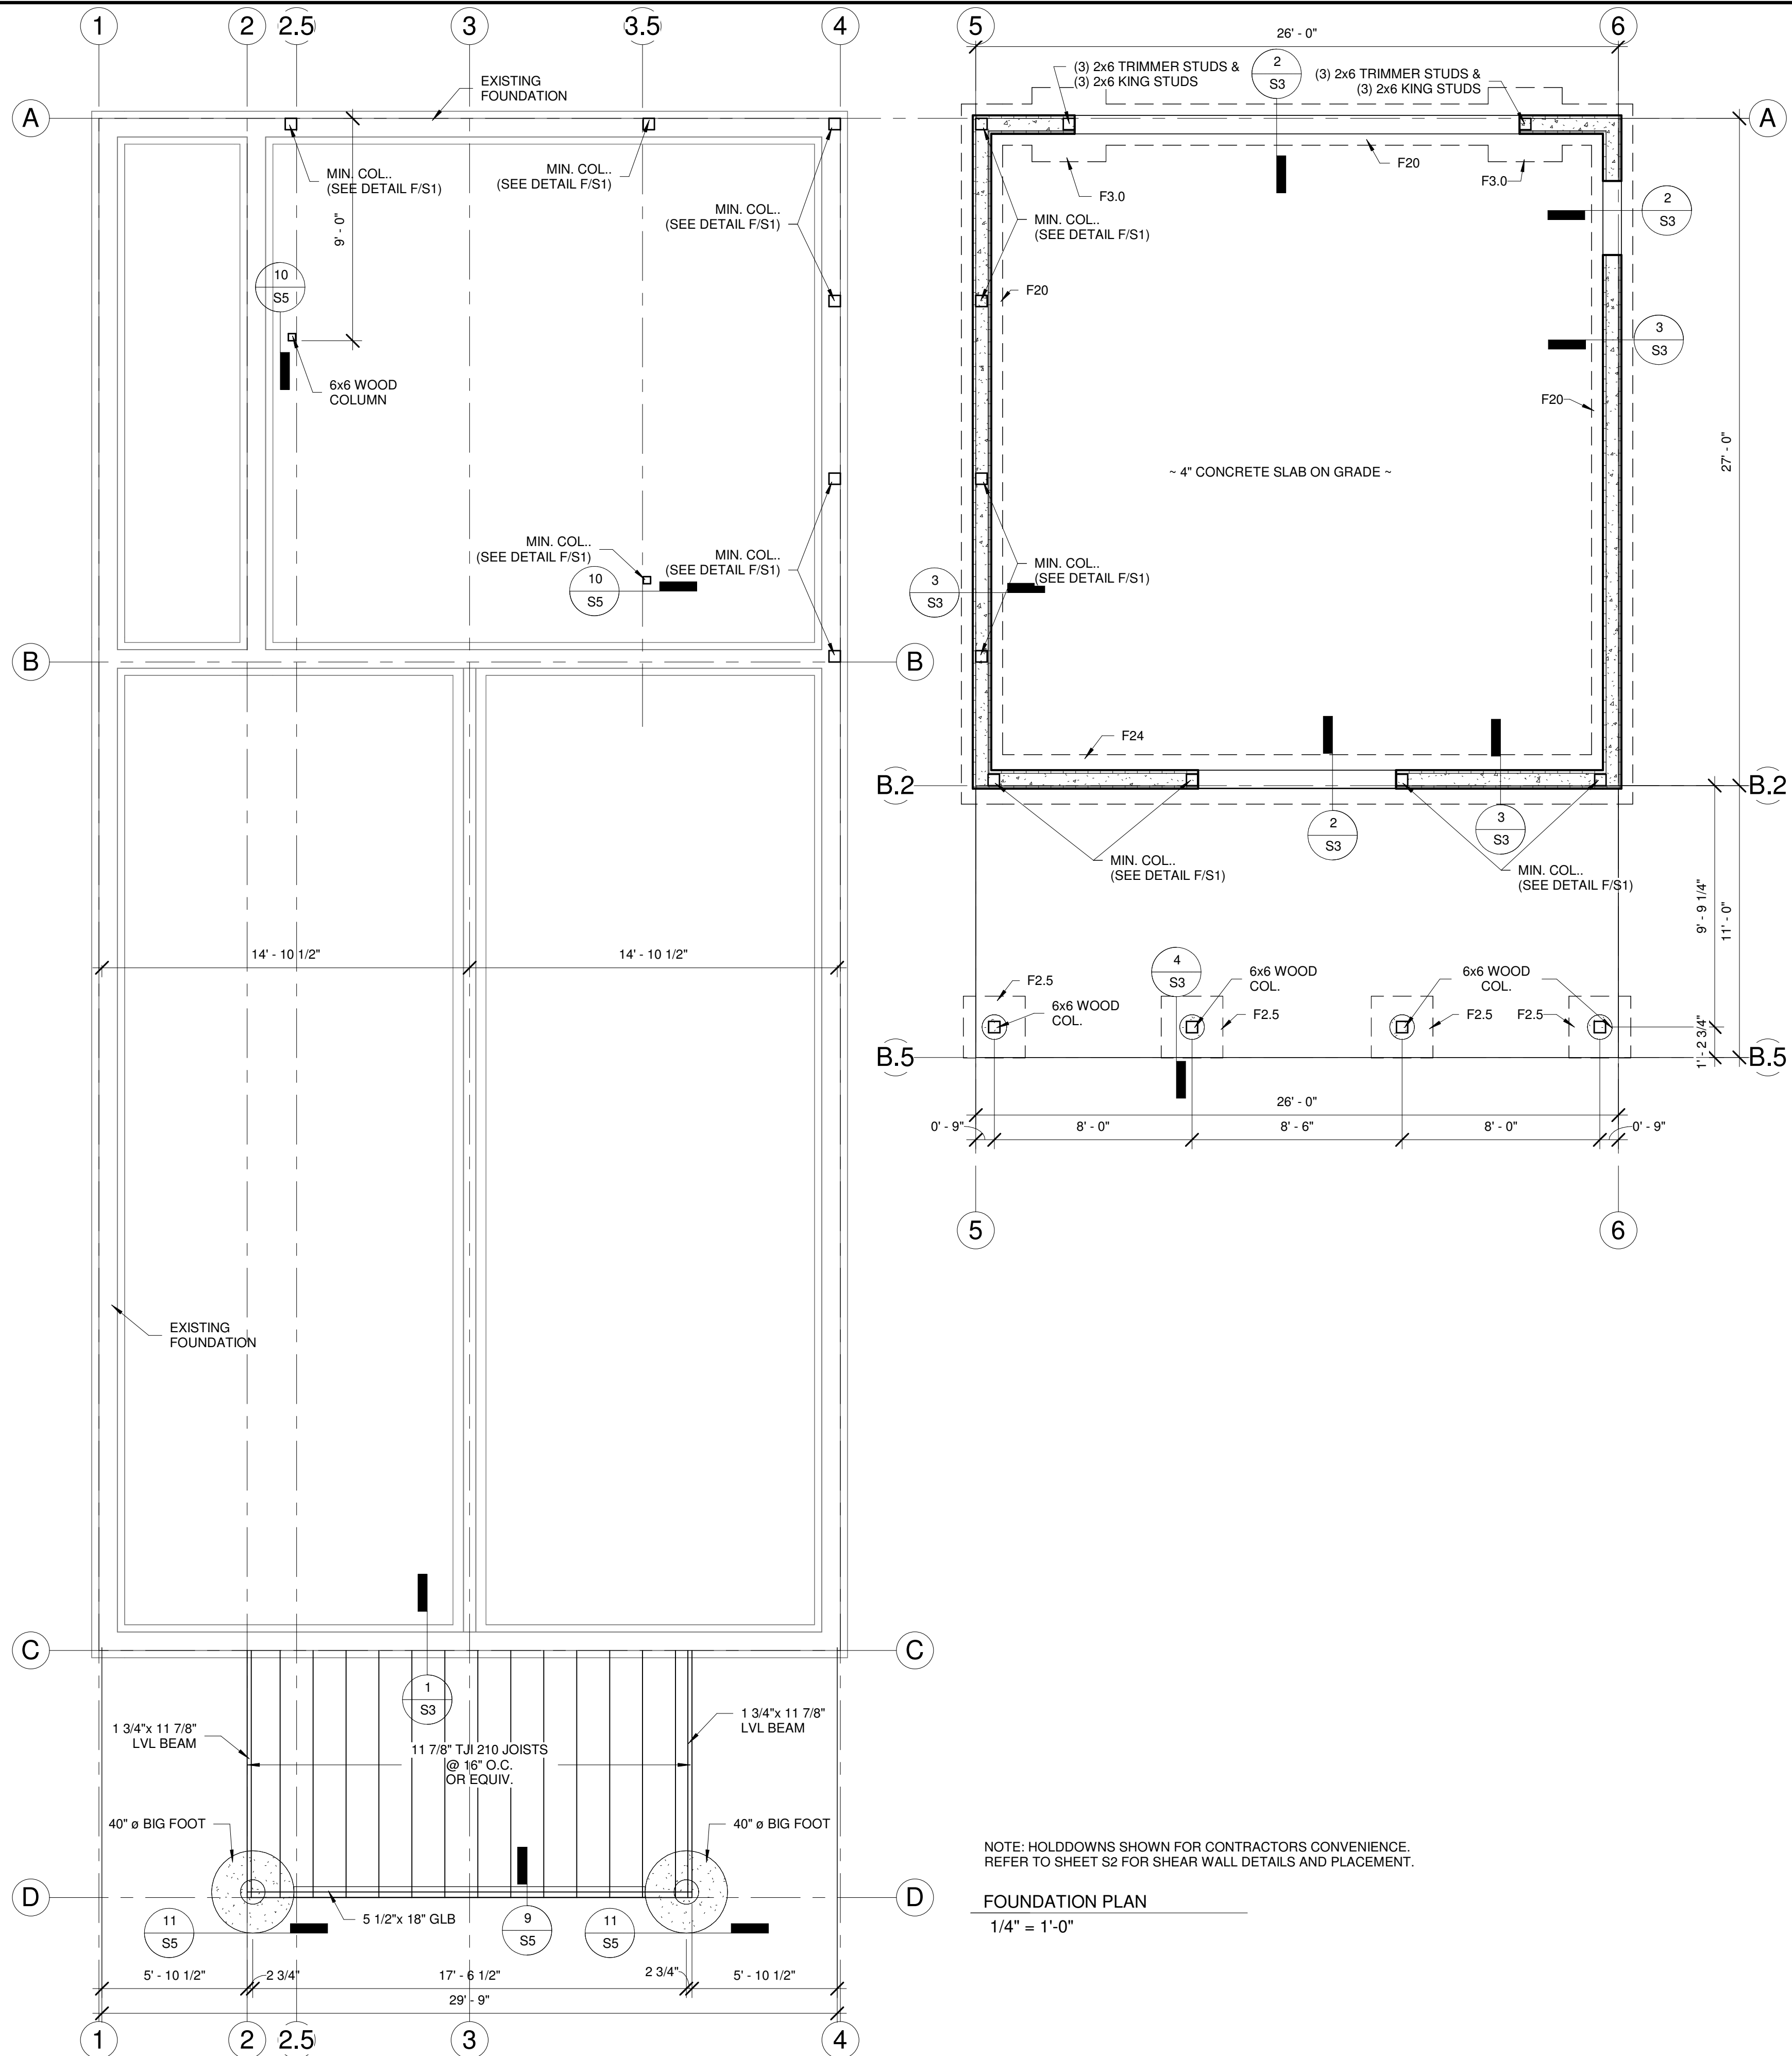 1
2
2.5
3
3.5
4
5
6
26' - 0"
EXISTING
FOUNDATION
(3) 2x6 TRIMMER STUDS &
(3) 2x6 KING STUDS
2
S3
(3) 2x6 TRIMMER STUDS &
(3) 2x6 KING STUDS
A
A
MIN. COL..
(SEE DETAIL F/S1)
MIN. COL..
(SEE DETAIL F/S1)
MIN. COL..
(SEE DETAIL F/S1)
9' - 0"
F3.0
F20
F3.0
MIN. COL..
(SEE DETAIL F/S1)
2
S3
10
S5
F20
3
S3
6x6 WOOD
COLUMN
F20
27' - 0"
~ 4" CONCRETE SLAB ON GRADE ~
MIN. COL..
(SEE DETAIL F/S1)
10
S5
MIN. COL..
(SEE DETAIL F/S1)
MIN. COL..
(SEE DETAIL F/S1)
3
S3
B
B
F24
B.2
B.2
2
S3
3
S3
MIN. COL..
(SEE DETAIL F/S1)
MIN. COL..
(SEE DETAIL F/S1)
9' - 9 1/4"
11' - 0"
14' - 10 1/2"
14' - 10 1/2"
4
S3
F2.5
6x6 WOOD
COL.
6x6 WOOD
COL.
F2.5
6x6 WOOD
COL.
F2.5
F2.5
1' - 2 3/4"
B.5
B.5
26' - 0"
0' - 9"
8' - 0"
8' - 6"
8' - 0"
0' - 9"
5
6
EXISTING
FOUNDATION
C
C
1
S3
1 3/4"x 11 7/8"
LVL BEAM
1 3/4"x 11 7/8"
LVL BEAM
11 7/8" TJI 210 JOISTS
@ 16" O.C.
OR EQUIV.
40" ø BIG FOOT
40" ø BIG FOOT
D
D
5 1/2"x 18" GLB
11
S5
9
S5
11
S5
5' - 10 1/2"
2 3/4"
17' - 6 1/2"
2 3/4"
5' - 10 1/2"
29' - 9"
1
2
2.5
3
4
NOTE: HOLDDOWNS SHOWN FOR CONTRACTORS CONVENIENCE.
REFER TO SHEET S2 FOR SHEAR WALL DETAILS AND PLACEMENT.
FOUNDATION PLAN
1/4" = 1'-0"